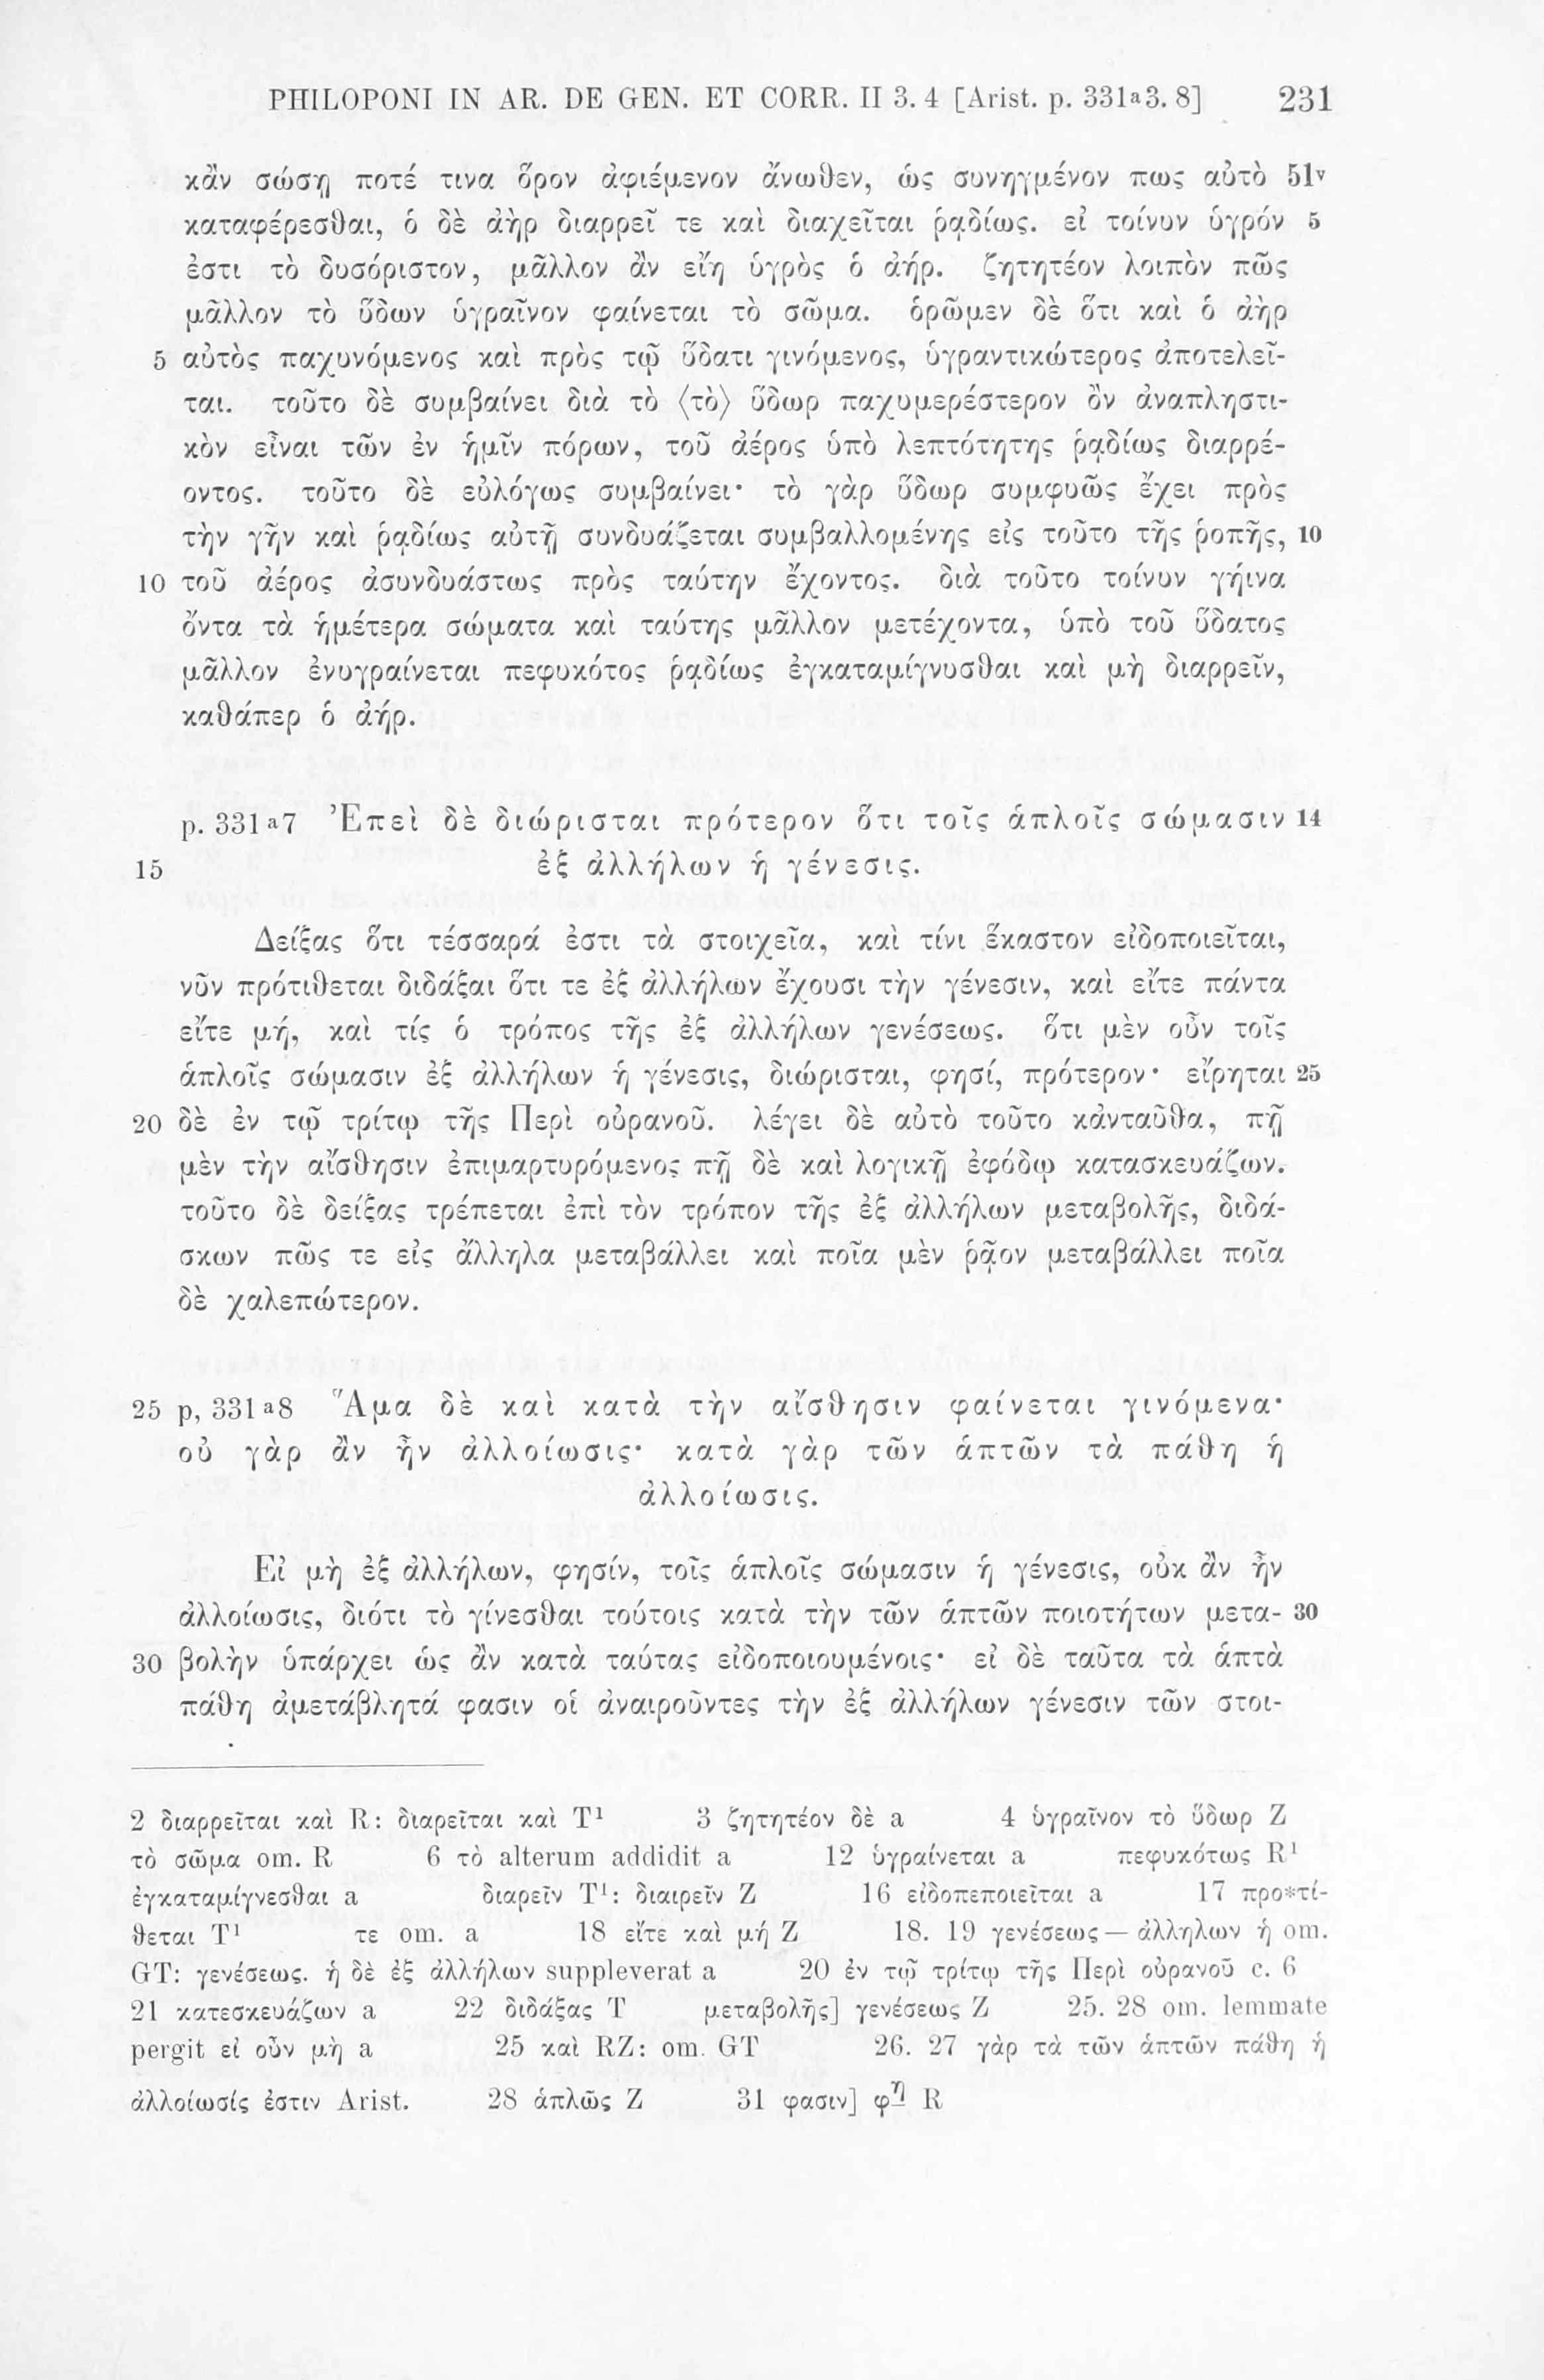 PHILOPONI IN AR. DE GEN. ET CORR. II 3. 4 [Arist. p. 331a3. 8] 231
κἂν σώσῃ ποτέ τινα ὅρον ἀφιέμενον ἄνωθεν, ὡς συνηγμένον πως αὐτὸ 51v
καταφέρεσθαι, ὁ δὲ ἀὴρ διαρρεῖ τε καὶ διαχεῖται ῥᾳδίως. εἰ τοίνυν ὑγρόν 5
ἐστι τὸ δυσόριστον, μᾶλλον ἂν εἴη ὑγρὸς ὁ ἀήρ. ζητητέον λοιπὸν πῶς
μᾶλλον τὸ ὕδων ὑγραῖνον φαίνεται τὸ σῶμα. ὁρῶμεν δὲ ὅτι καὶ ὁ ἀὴρ
5 αὐτὸς παχυνόμενος καὶ πρὸς τῷ ὕδατι γινόμενος, ὑγραντικώτερος ἀποτελεῖ-
ται. τοῦτο δὲ συμβαίνει διὰ τὸ ⟨τὸ⟩ ὕδωρ παχυμερέστερον ὂν ἀναπληστι-
κὸν εἶναι τῶν ἐν ἡμῖν πόρων, τοῦ ἀέρος ὑπὸ λεπτότητης ῥᾳδίως διαρρέ-
οντος. τοῦτο δὲ εὐλόγως συμβαίνει· τὸ γὰρ ὕδωρ συμφυῶς ἔχει πρὸς
τὴν γῆν καὶ ῥᾳδίως αὐτῇ συνδυάζεται συμβαλλομένης εἰς τοῦτο τῆς ῥοπῆς, 10
10 τοῦ ἀέρος ἀσυνδυάστως πρὸς ταύτην ἔχοντος. διὰ τοῦτο τοίνυν γήινα
ὄντα τὰ ἡμέτερα σώματα καὶ ταύτης μᾶλλον μετέχοντα, ὑπὸ τοῦ ὕδατος
μᾶλλον ἐνυγραίνεται πεφυκότος ῥᾳδίως ἐγκαταμίγνυσθαι καὶ μὴ διαρρεῖν,
καθάπερ ὁ ἀήρ.
p. 331a7 Ἐπεὶ δὲ διώρισται πρότερον ὅτι τοῖς ἁπλοῖς σώμασιν 14
15 ἐξ ἀλλήλων ἡ γένεσις.
Δείξας ὅτι τέσσαρά ἐστι τὰ στοιχεῖα, καὶ τίνι ἕκαστον εἰδοποιεῖται,
νῦν πρότιθεται διδάξαι ὅτι τε ἐξ ἀλλήλων ἔχουσι τὴν γένεσιν, καὶ εἴτε πάντα
εἴτε μή, καὶ τίς ὁ τρόπος τῆς ἐξ ἀλλήλων γενέσεως. ὅτι μὲν οὖν τοῖς
ἁπλοῖς σώμασιν ἐξ ἀλλήλων ἡ γένεσις, διώρισται, φησί, πρότερον· εἴρηται 25
20 δὲ ἐν τῷ τρίτῳ τῆς Περὶ οὐρανοῦ. λέγει δὲ αὐτὸ τοῦτο κἀνταῦθα, πῇ
μὲν τὴν αἴσθησιν ἐπιμαρτυρόμενος πῇ δὲ καὶ λογικῇ ἐφόδῳ κατασκευάζων.
τοῦτο δὲ δείξας τρέπεται ἐπὶ τὸν τρόπον τῆς ἐξ ἀλλήλων μεταβολῆς, διδά-
σκων πῶς τε εἰς ἄλληλα μεταβάλλει καὶ ποῖα μὲν ῥᾷον μεταβάλλει ποῖα
δὲ χαλεπώτερον.
25 p, 331a8 Ἅμα δὲ καὶ κατὰ τὴν αἴσθησιν φαίνεται γινόμενα·
οὐ γὰρ ἂν ἦν ἀλλοίωσις· κατὰ γὰρ τῶν ἁπτῶν τὰ πάθη ἡ
ἀλλοίωσις.
Εἰ μὴ ἐξ ἀλλήλων, φησίν, τοῖς ἁπλοῖς σώμασιν ἡ γένεσις, οὐκ ἂν ἦν
ἀλλοίωσις, διότι τὸ γίνεσθαι τούτοις κατὰ τὴν τῶν ἁπτῶν ποιοτήτων μετα- 30
30 βολὴν ὑπάρχει ὡς ἂν κατὰ ταύτας εἰδοποιουμένοις· εἰ δὲ ταῦτα τὰ ἁπτὰ
πάθη ἀμετάβλητά φασιν οἱ ἀναιροῦντες τὴν ἐξ ἀλλήλων γένεσιν τῶν στοι-
2 διαρρεῖται καὶ R: διαρεῖται καὶ T¹ 3 ζητητέον δὲ a 4 ὑγραῖνον τὸ ὕδωρ Z
τὸ σῶμα om. R 6 τὸ alterum addidit a 12 ὑγραίνεται a πεφυκότως R¹
ἐγκαταμίγνεσθαι a διαρεῖν T¹: διαιρεῖν Z 16 εἰδοπεποιεῖται a 17 προ*τί-
θεται T¹ τε om. a 18 εἴτε καὶ μή Z 18. 19 γενέσεως — ἀλληλων ἡ om.
GT: γενέσεως. ἡ δὲ ἐξ ἀλλήλων suppleverat a 20 ἐν τῷ τρίτῳ τῆς Περὶ οὐρανοῦ c. 6
21 κατεσκευάζων a 22 διδάξας T μεταβολῆς] γενέσεως Z 25. 28 om. lemmate
pergit εἰ οὖν μὴ a 25 καὶ RZ: om. GT 26. 27 γὰρ τὰ τῶν ἁπτῶν πάθη ἡ
ἀλλοίωσίς ἐστιν Arist. 28 ἁπλῶς Z 31 φασιν] φη R